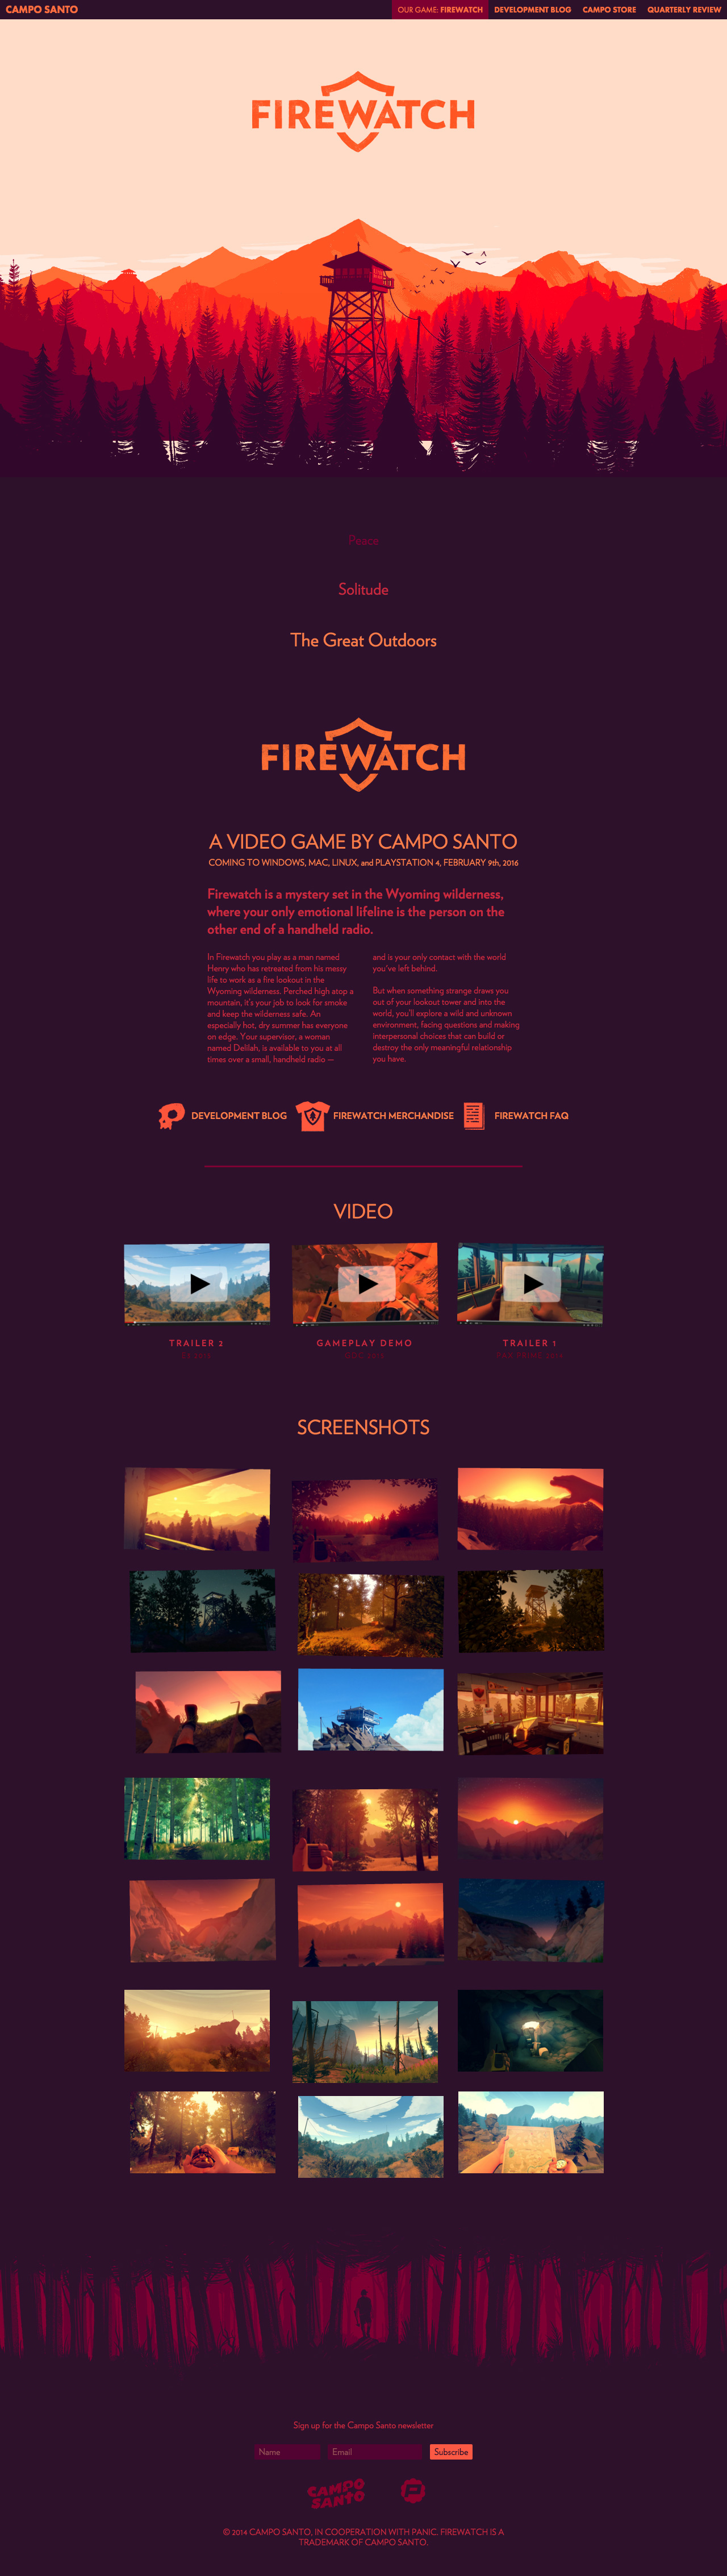 CAMPO SANTO
OUR GAME: FIREWATCH
DEVELOPMENT BLOG
CAMPO STORE
QUARTERLY REVIEW
FIREWATCH
Peace
Solitude
The Great Outdoors
FIREWATCH
A VIDEO GAME BY CAMPO SANTO
COMING TO WINDOWS, MAC, LINUX, and PLAYSTATION 4, FEBRUARY 9th, 2016
Firewatch is a mystery set in the Wyoming wilderness,
where your only emotional lifeline is the person on the
other end of a handheld radio.
In Firewatch you play as a man named
Henry who has retreated from his messy
life to work as a fire lookout in the
Wyoming wilderness. Perched high atop a
mountain, it's your job to look for smoke
and keep the wilderness safe. An
especially hot, dry summer has everyone
on edge. Your supervisor, a woman
named Delilah, is available to you at all
times over a small, handheld radio —
and is your only contact with the world
you've left behind.
But when something strange draws you
out of your lookout tower and into the
world, you'll explore a wild and unknown
environment, facing questions and making
interpersonal choices that can build or
destroy the only meaningful relationship
you have.
DEVELOPMENT BLOG
FIREWATCH MERCHANDISE
FIREWATCH FAQ
VIDEO
TRAILER 2
GAMEPLAY DEMO
TRAILER 1
SCREENSHOTS
Sign up for the Campo Santo newsletter
Name
Email
Subscribe
CAMPO
SANTO
© 2014 CAMPO SANTO, IN COOPERATION WITH PANIC. FIREWATCH IS A
TRADEMARK OF CAMPO SANTO.